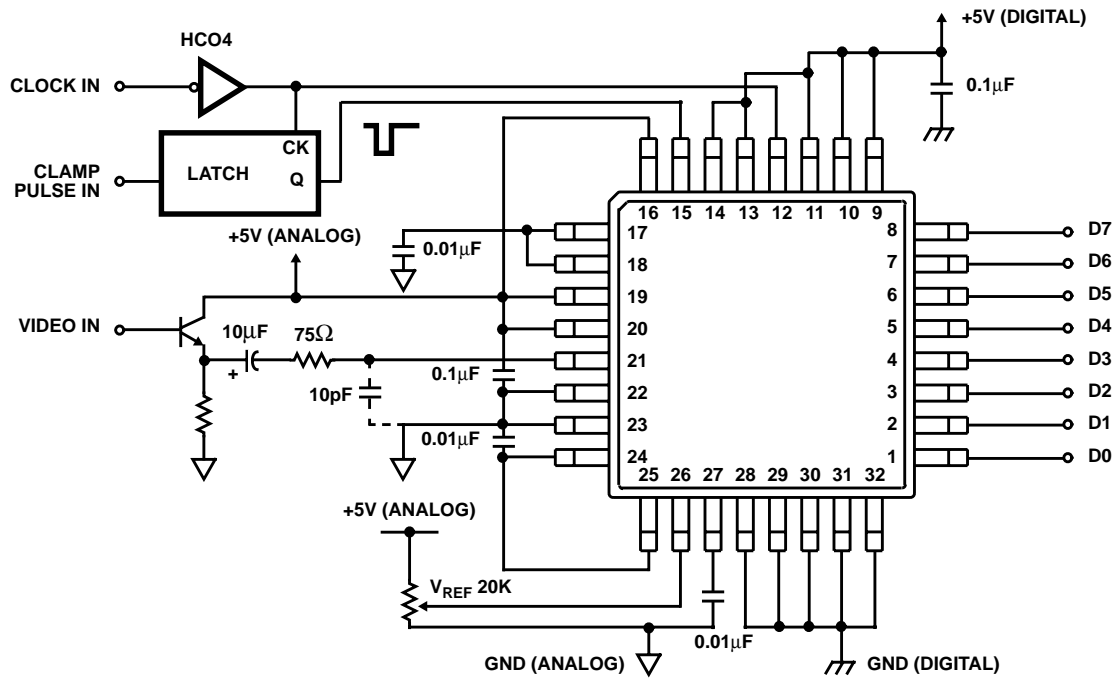 +5V (DIGITAL)
HCO4
CLOCK IN
0.1μF
CK
LATCH
Q
CLAMP
PULSE IN
16 15 14 13 12 11 10 9
+5V (ANALOG)
0.01μF
17
8
D7
18
7
D6
19
6
D5
VIDEO IN
10μF
75Ω
20
5
D4
+
21
4
D3
10pF
0.1μF
22
3
D2
0.01μF
23
2
D1
24
1
D0
25 26 27 28 29 30 31 32
+5V (ANALOG)
VREF 20K
0.01μF
GND (ANALOG)
GND (DIGITAL)